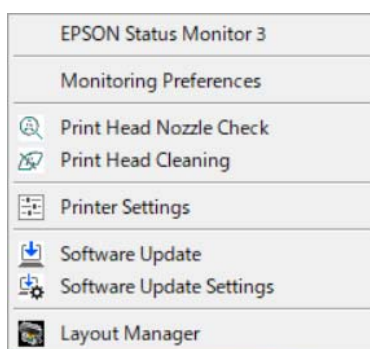 EPSON Status Monitor 3
Monitoring Preferences
Print Head Nozzle Check
Print Head Cleaning
Printer Settings
Software Update
Software Update Settings
Layout Manager